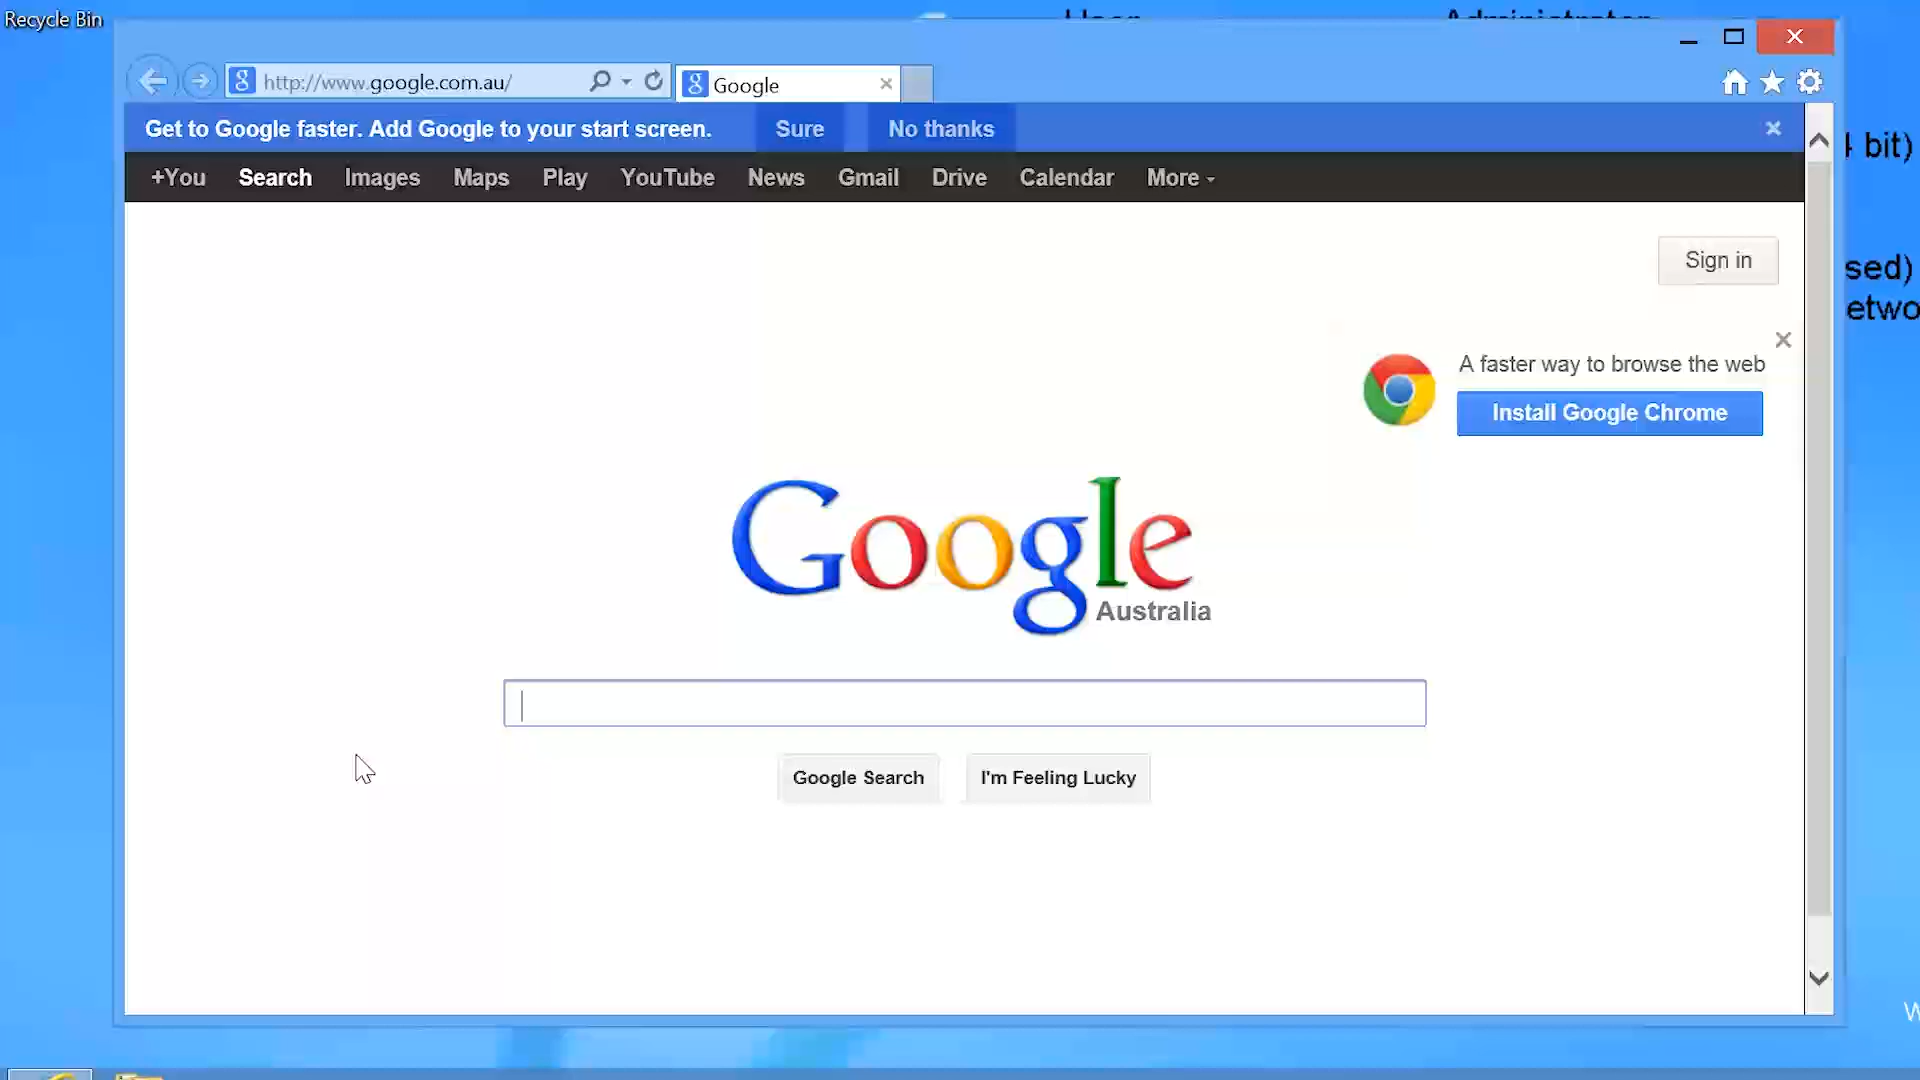 Recycle Bin
User Administrator
http://www.google.com.au/ Google
Get to Google faster. Add Google to your start screen. Sure No thanks
bit)
+You Search Images Maps Play YouTube News Gmail Drive Calendar More
Sign in
A faster way to browse the web
Install Google Chrome
Google
Australia
Google Search I'm Feeling Lucky